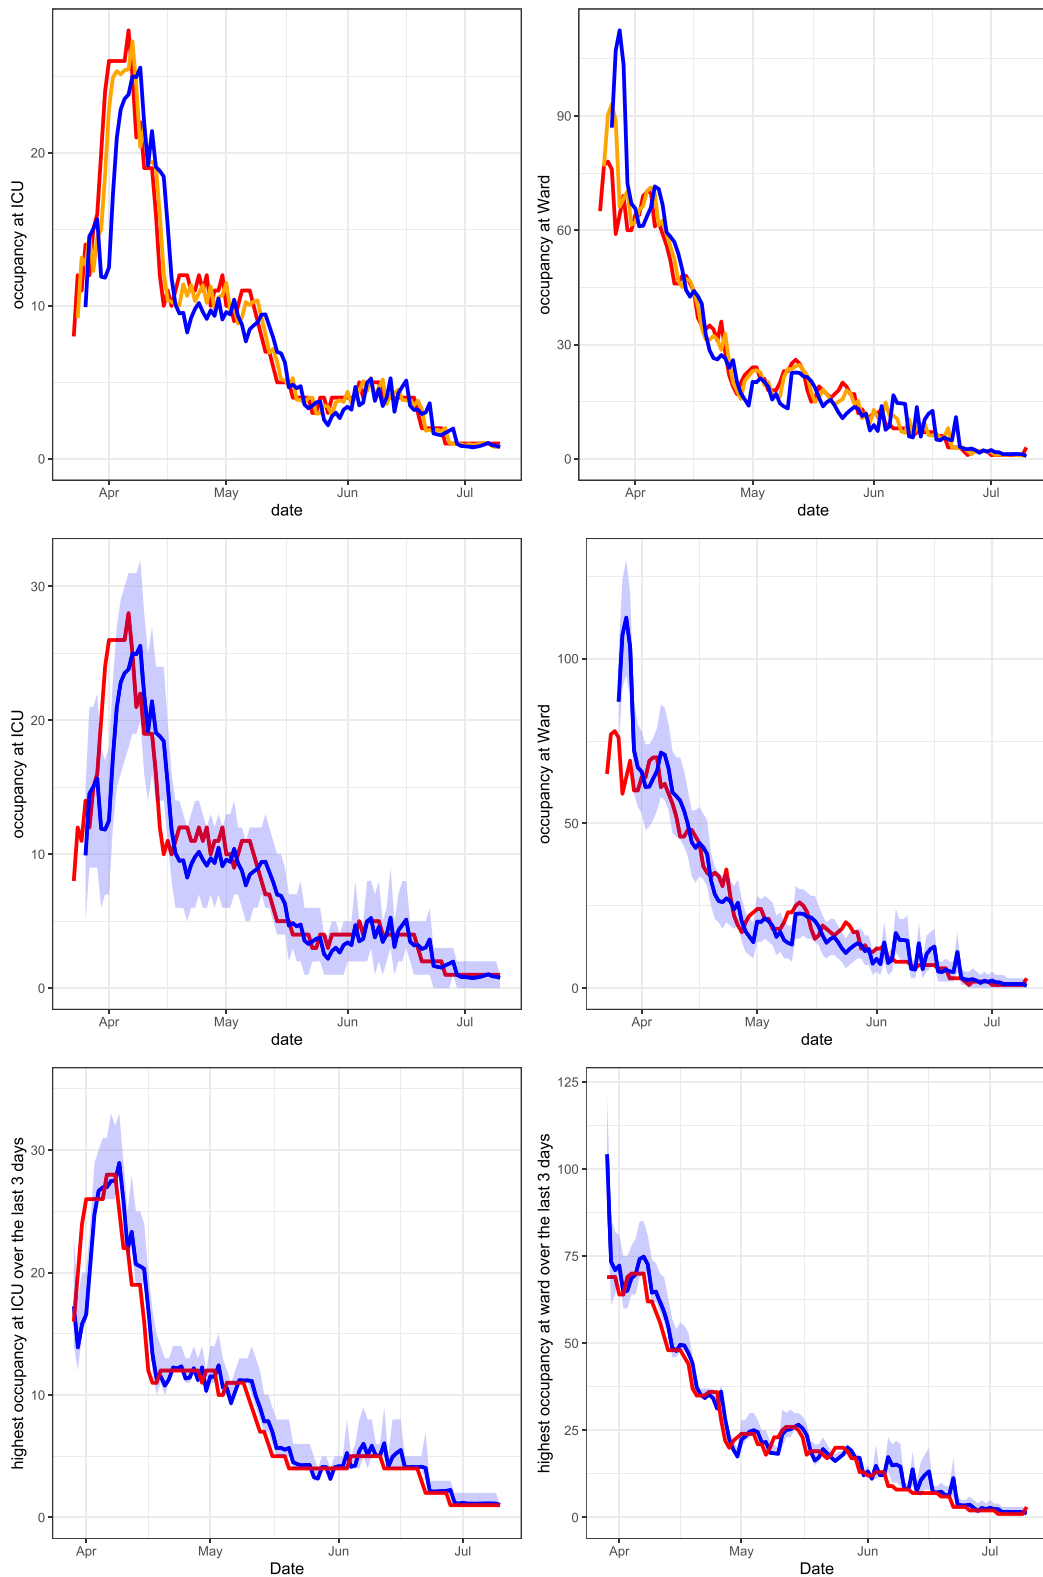 occupancy at ICU
20
10
0
Apr May Jun Jul
date
occupancy at Ward
90
60
30
0
Apr May Jun Jul
date
occupancy at ICU
30
20
10
0
Apr May Jun Jul
date
occupancy at Ward
100
50
0
Apr May Jun Jul
date
highest occupancy at ICU over the last 3 days
30
20
10
0
Apr May Jun Jul
Date
highest occupancy at ward over the last 3 days
125
100
75
50
25
0
Apr May Jun Jul
Date